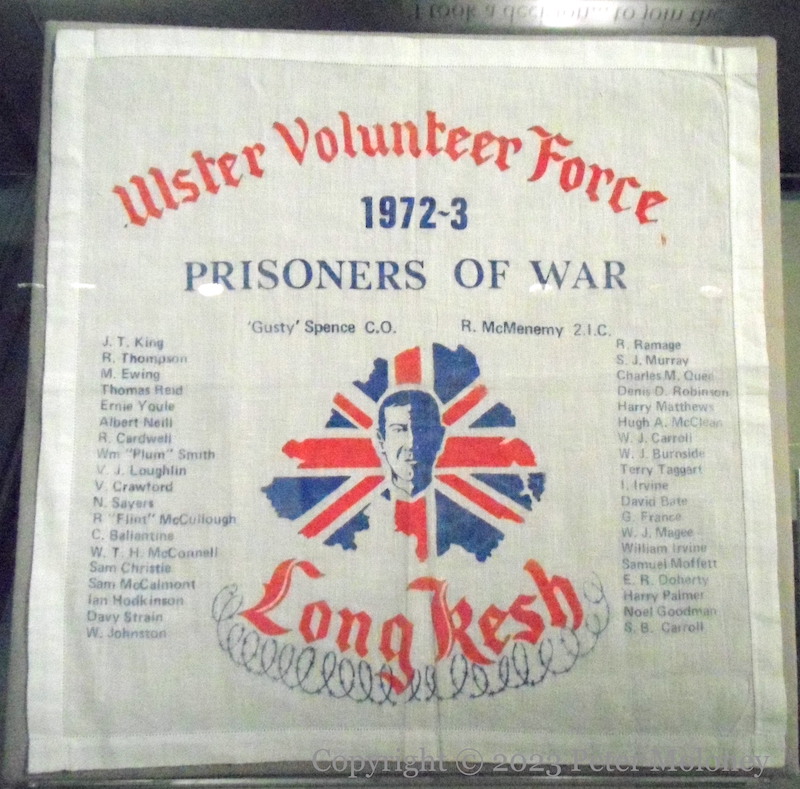 Ulster Volunteer Force
1972-3
PRISONERS OF WAR
'Gusty' Spence C.O.
R. McMenemy 2.I.C.
J. T. King
R. Thompson
M. Ewing
Thomas Reid
Ernie Youle
Albert Neill
R. Cardwell
Wm "Plum" Smith
V. J. Loughlin
V. Crawford
N. Sayers
R "Flint" McCullough
C. Ballentine
W. T. H. McConnell
Sam Christie
Sam McCalmont
Ian Hodkinson
Davy Strain
W. Johnston
R. Ramage
S. J. Murray
Charles M. Quee
Denis D. Robinson
Harry Matthews
Hugh A. McClean
W. J. Carroll
W. J. Burnside
Terry Taggart
I. Irvine
David Bate
G. France
W. J. Magee
William Irvine
Samuel Moffett
E. R. Doherty
Harry Palmer
Noel Goodman
S. B. Carroll
Long Kesh
Copyright © 2023 Peter Moloney